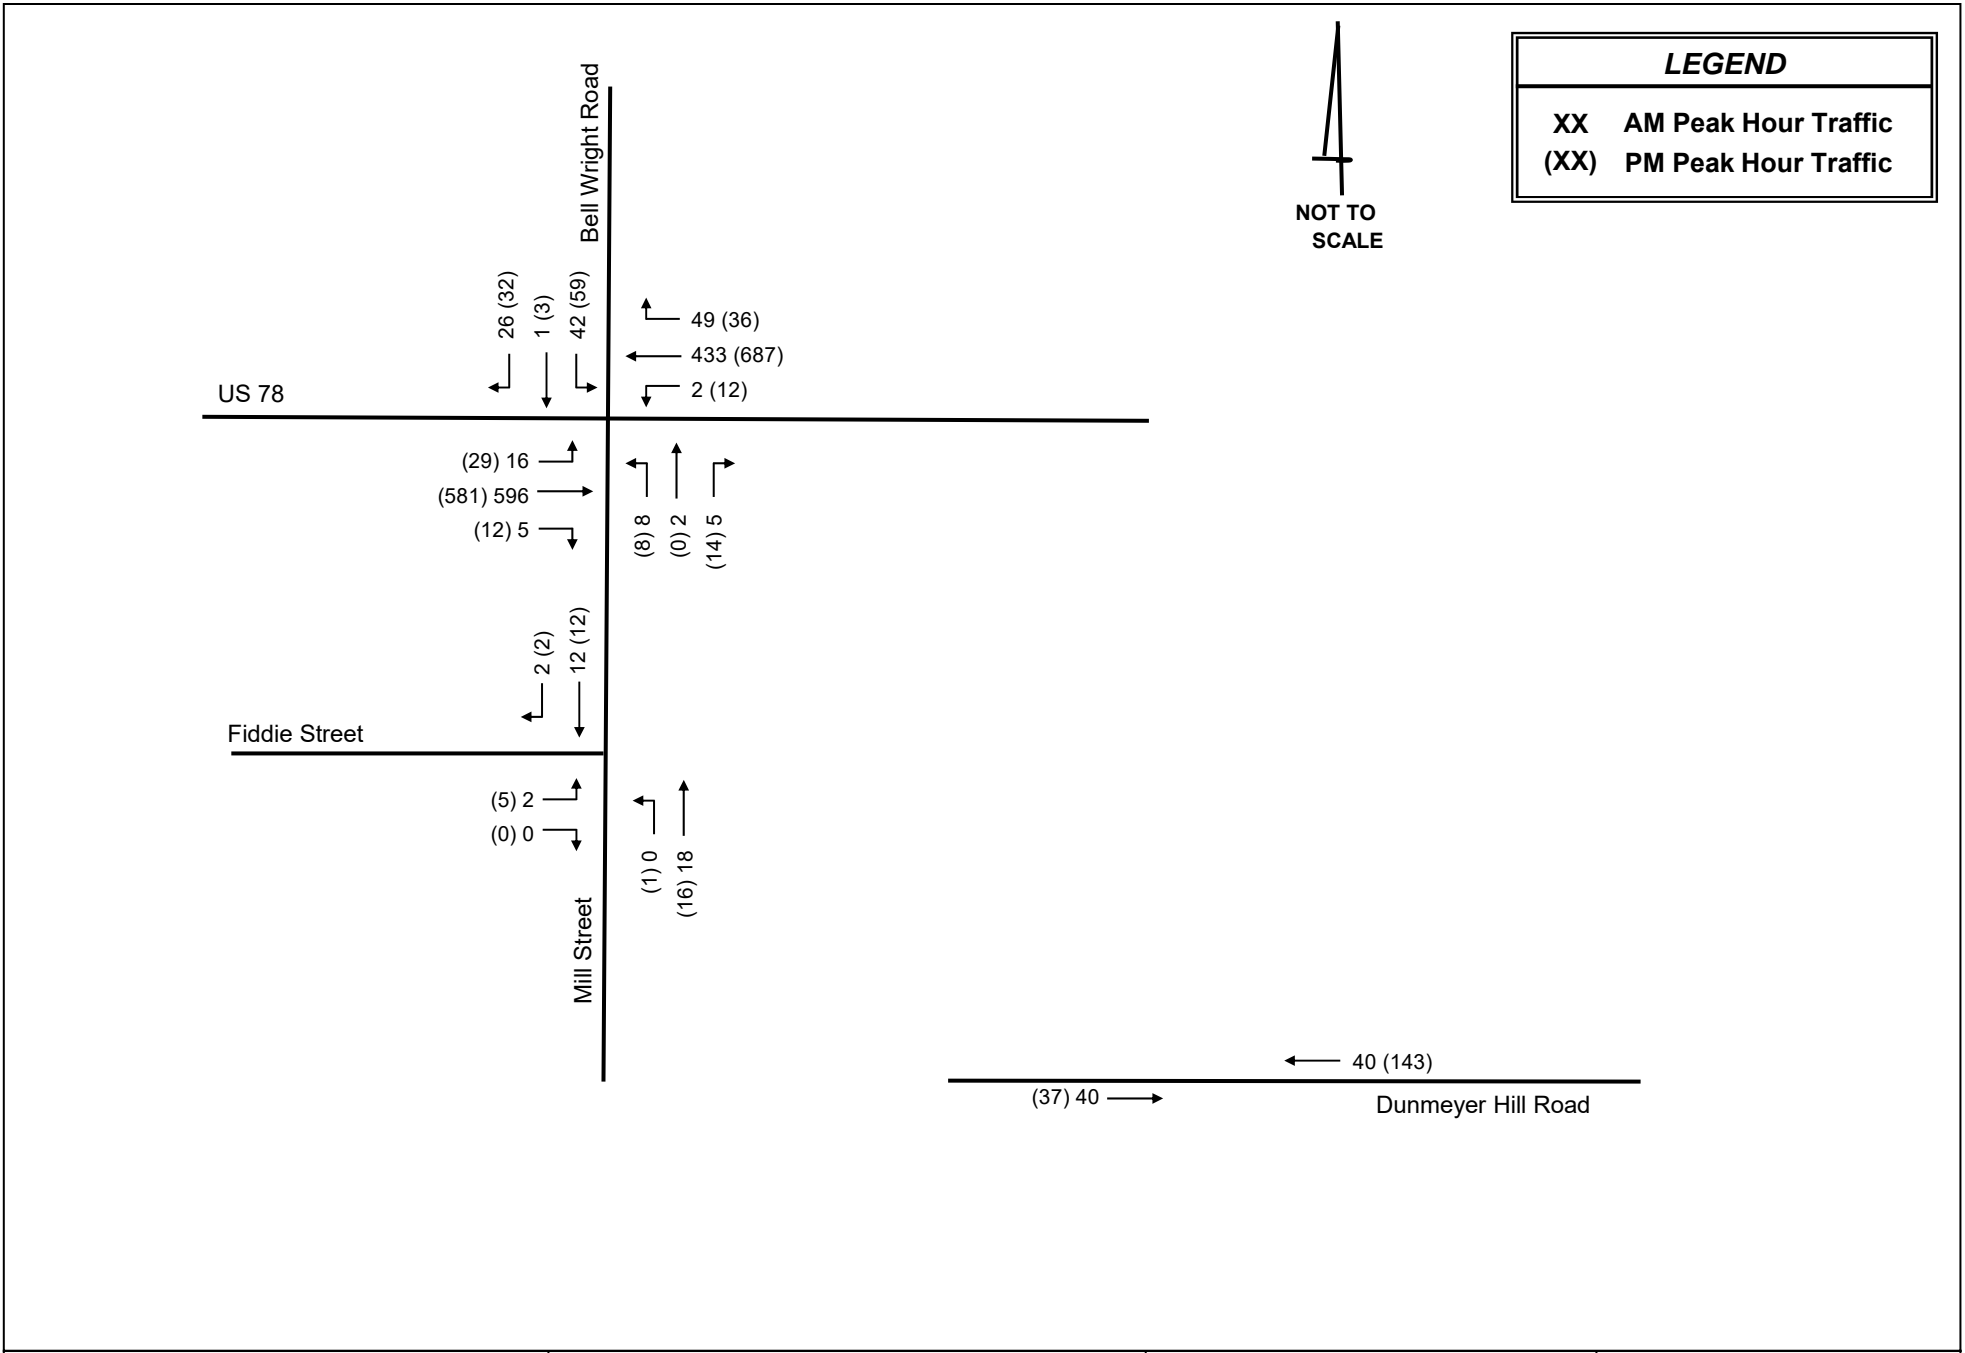 LEGEND
XX AM Peak Hour Traffic
(XX) PM Peak Hour Traffic
NOT TO
SCALE
Bell Wright Road
26 (32)
1 (3)
42 (59)
49 (36)
433 (687)
2 (12)
US 78
(29) 16
(581) 596
(12) 5
(8) 8
(0) 2
(14) 5
2 (2)
12 (12)
Fiddie Street
(5) 2
(0) 0
(1) 0
(16) 18
Mill Street
40 (143)
(37) 40
Dunmeyer Hill Road